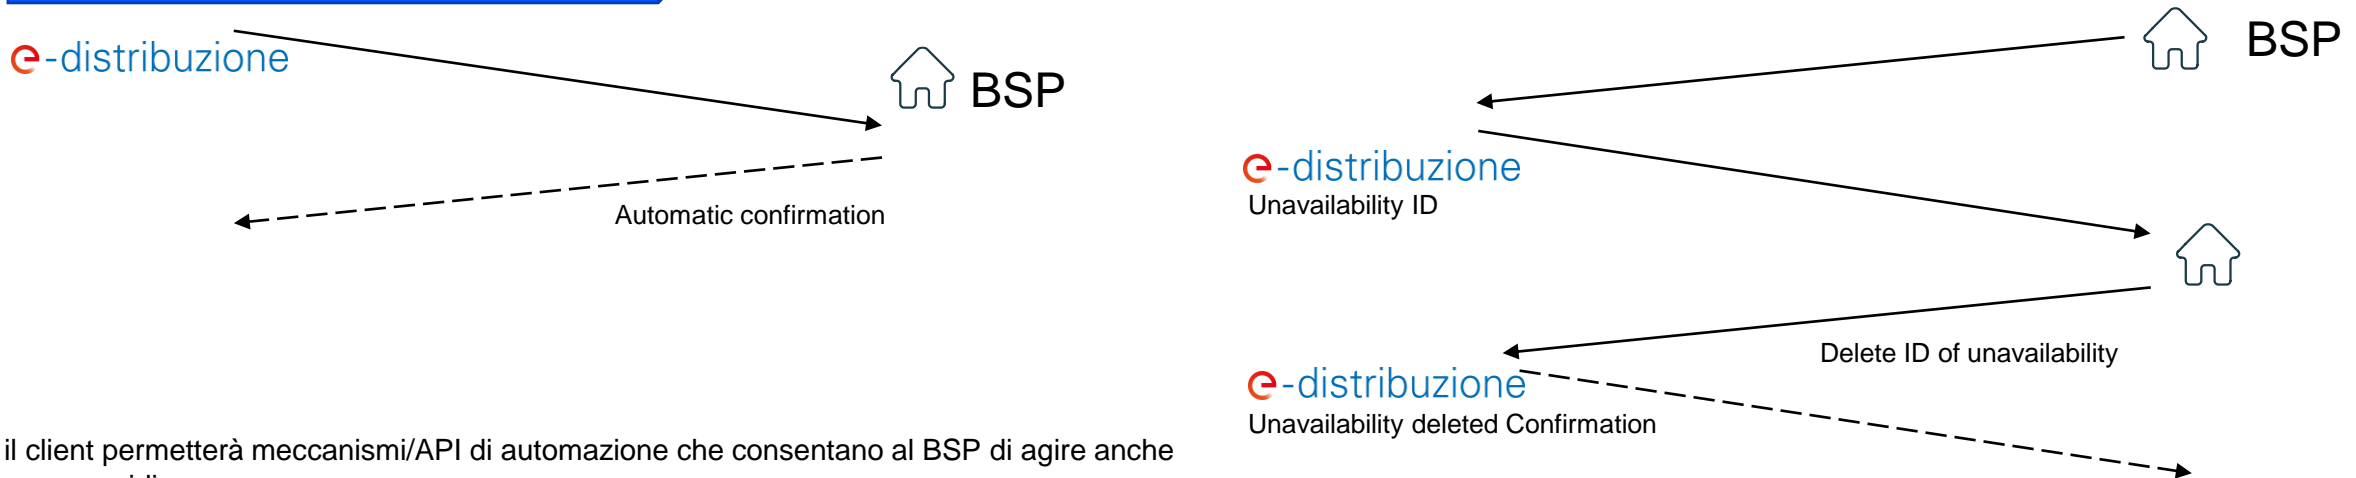 e-distribuzione
BSP
Automatic confirmation
il client permetterà meccanismi/API di automazione che consentano al BSP di agire anche
BSP
e-distribuzione
Unavailability ID
Delete ID of unavailability
e-distribuzione
Unavailability deleted Confirmation